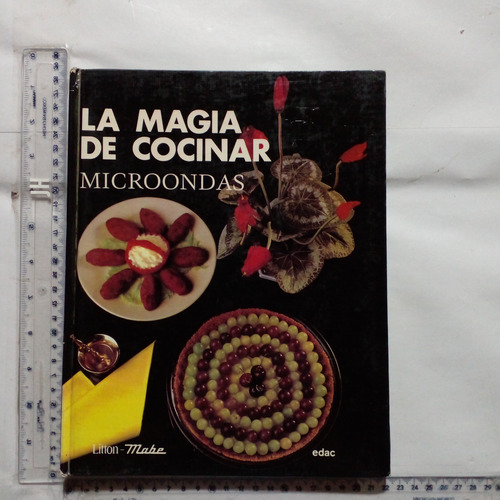 LA MAGIA
DE COCINAR
MICROONDAS
Litton-Mabe
edac